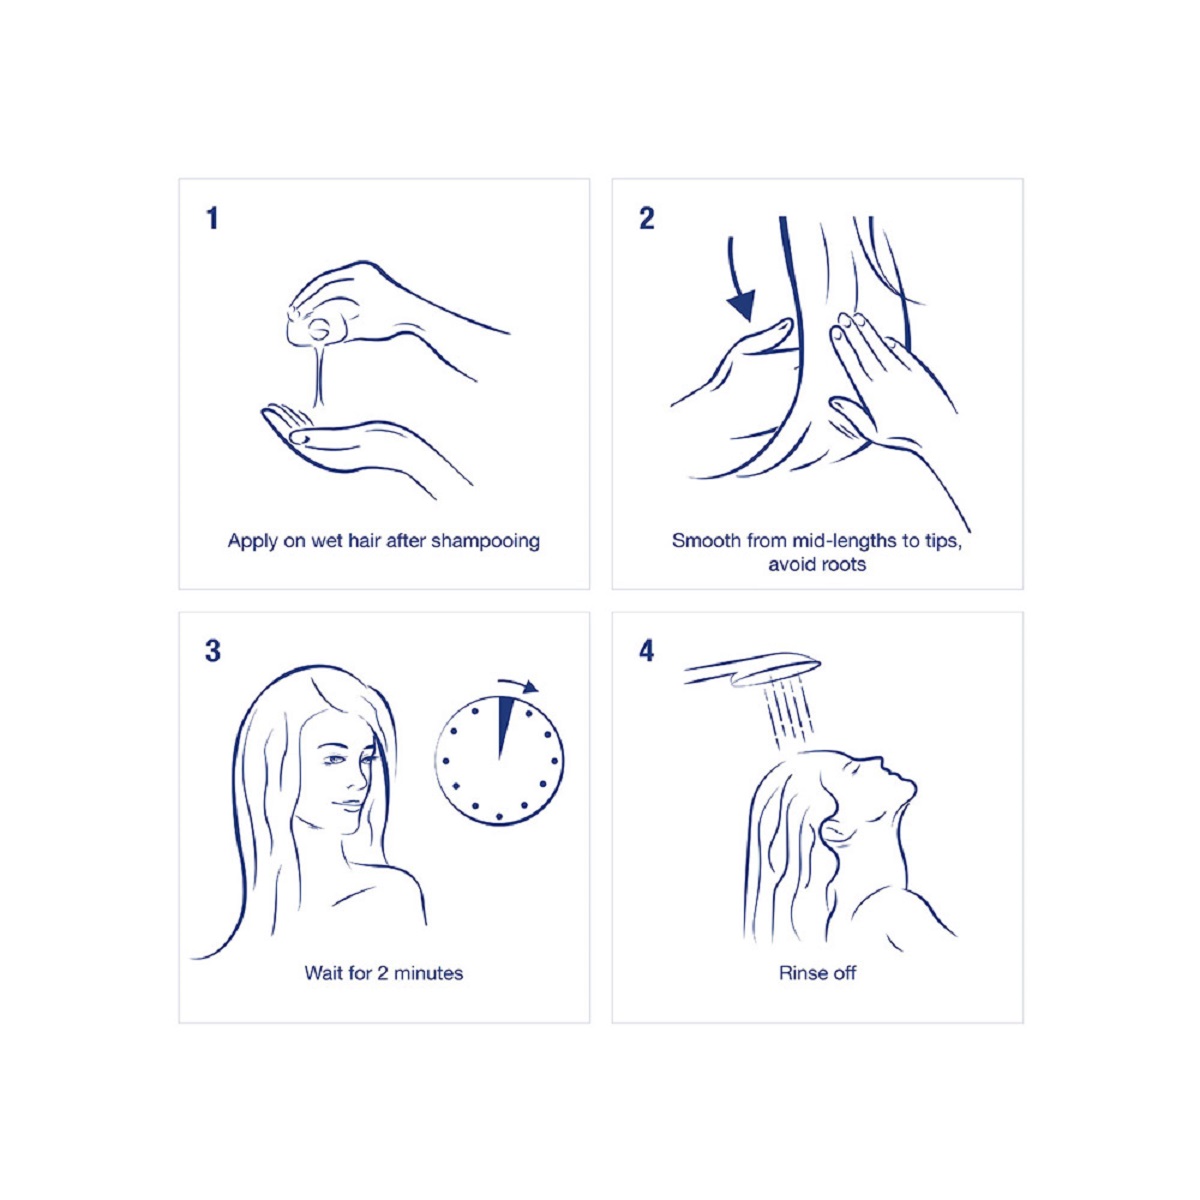 1
Apply on wet hair after shampooing
2
Smooth from mid-lengths to tips,
avoid roots
3
Wait for 2 minutes
4
Rinse off